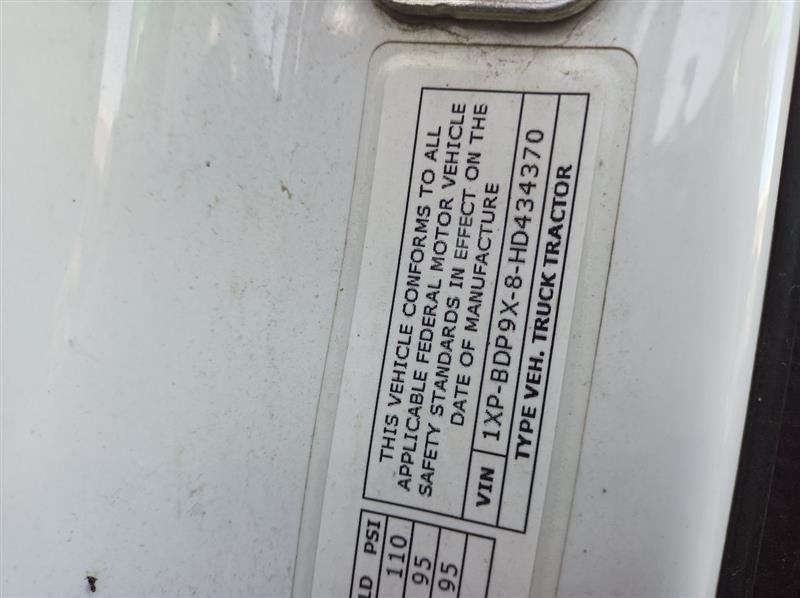 THIS VEHICLE CONFORMS TO ALL
APPLICABLE FEDERAL MOTOR VEHICLE
SAFETY STANDARDS IN EFFECT ON THE
DATE OF MANUFACTURE
VIN 1XP-BDP9X-8-HD434370
TYPE VEH. TRUCK TRACTOR
LD PSI
110
95
95